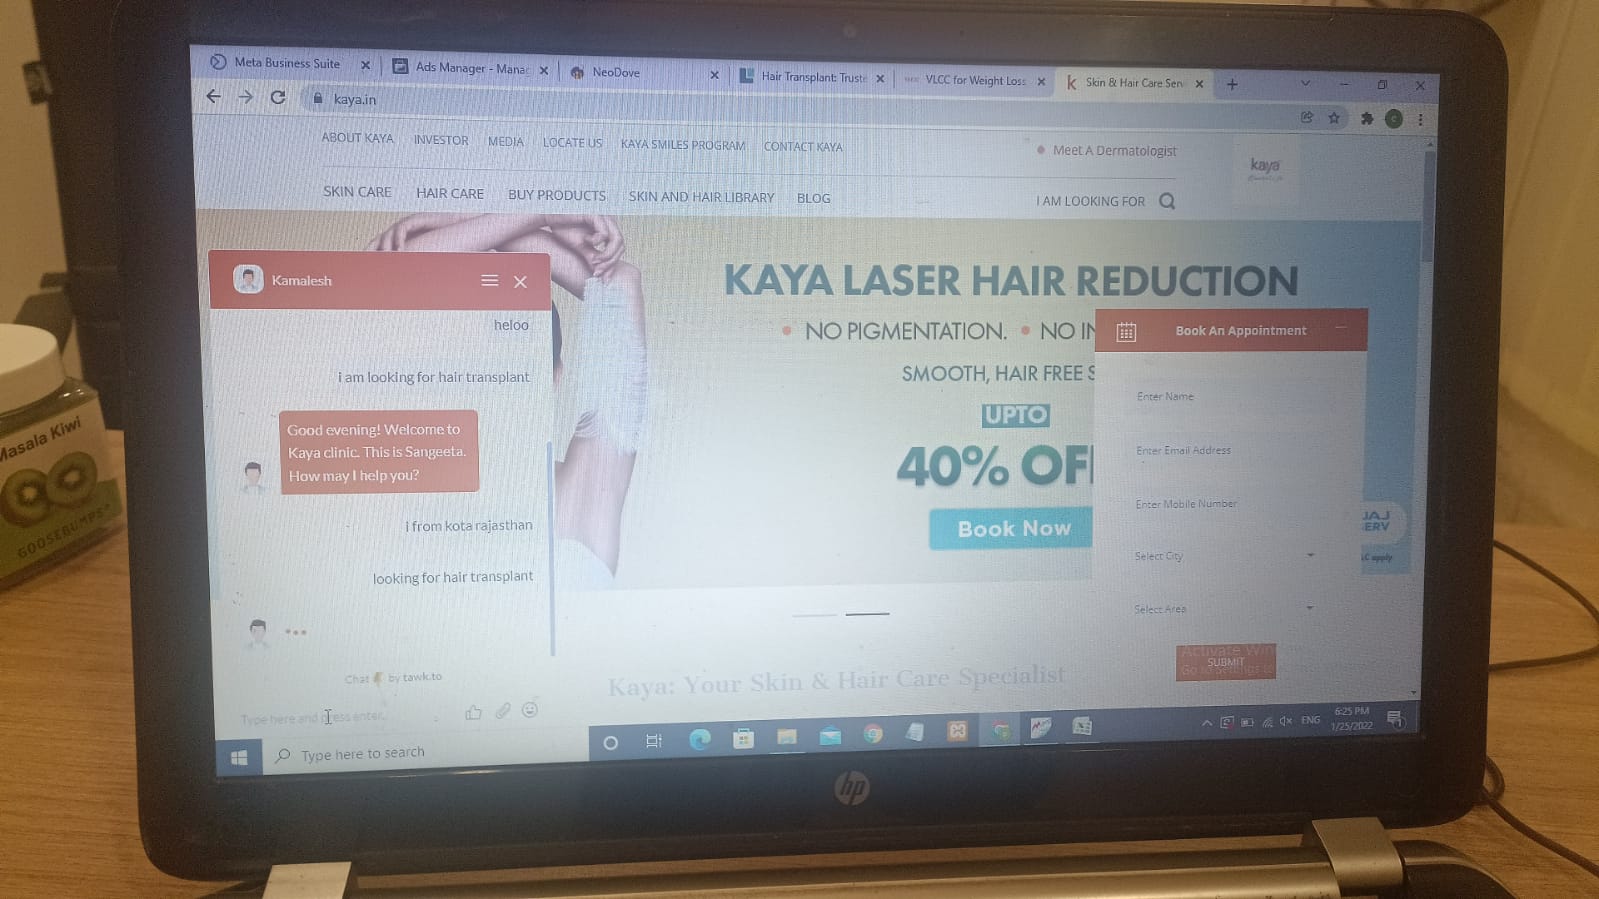 Meta Business Suite
Ads Manager - Manag
NeoDove
Hair Transplant: Truste
VLCC for Weight Loss
Skin & Hair Care Serv
kaya.in
ABOUT KAYA INVESTOR MEDIA LOCATE US KAYA SMILES PROGRAM CONTACT KAYA
Meet A Dermatologist
kaya
SKIN CARE HAIR CARE BUY PRODUCTS SKIN AND HAIR LIBRARY BLOG
I AM LOOKING FOR
Kamalesh
heloo
i am looking for hair transplant
Good evening! Welcome to
Kaya clinic. This is Sangeeta.
How may I help you?
i from kota rajasthan
looking for hair transplant
Chat by tawk.to
Type here and press enter..
KAYA LASER HAIR REDUCTION
• NO PIGMENTATION. • NO IN
SMOOTH, HAIR FREE S
UPTO
40% OF
Book Now
Book An Appointment
Enter Name
Enter Email Address
Enter Mobile Number
Select City
Select Area
Activate Win
SUBMIT
Go to Settings to
JAJ
ERV
&C apply
Kaya: Your Skin & Hair Care Specialist
Type here to search
ENG
6:25 PM
1/25/2022
hp
Masala Kiwi
GOOSEBUMPS